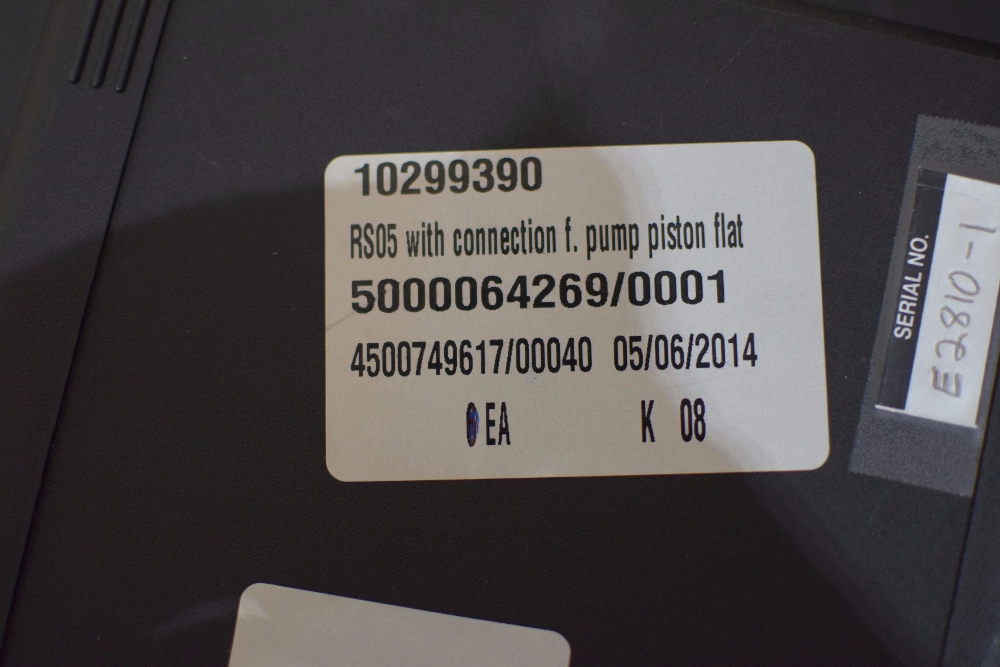 10299390
RS05 with connection f. pump piston flat
5000064269/0001
4500749617/00040 05/06/2014
EA K 08
SERIAL NO.
E2810-1